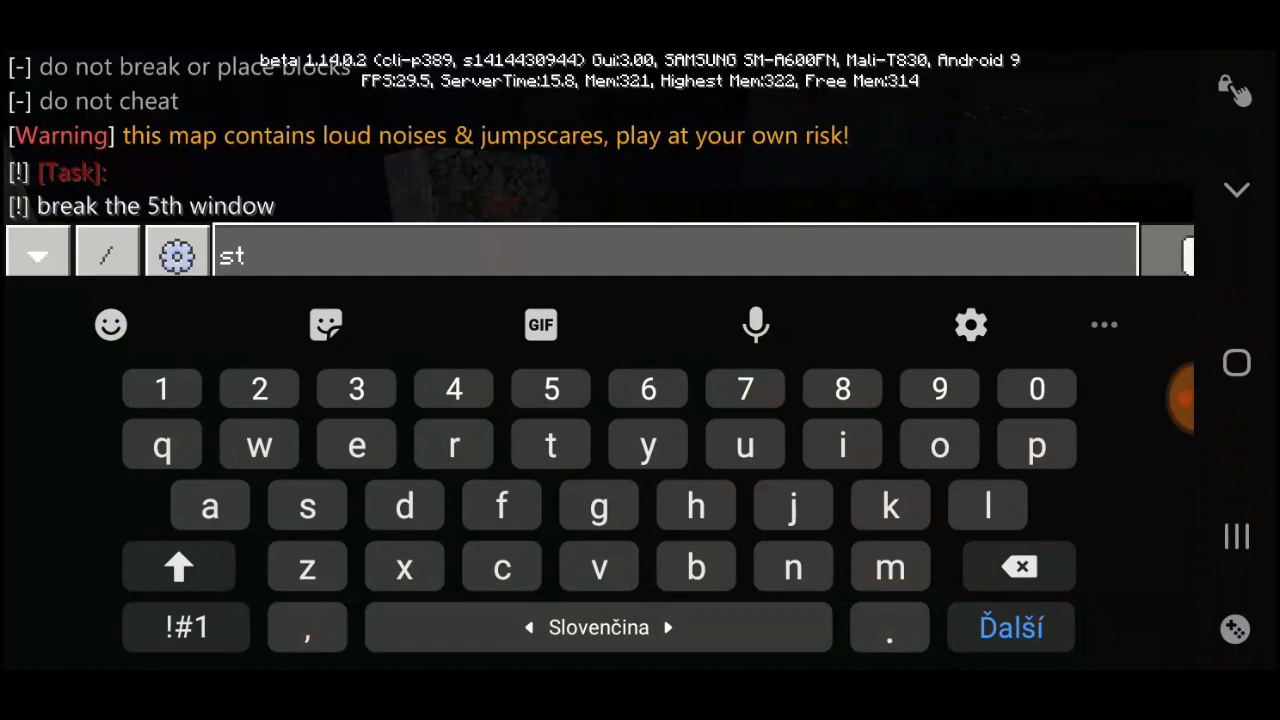 beta 1.14.0.2 (cli-p389, s1414430944) Gui:3.00, SAMSUNG SM-A600FN, Mali-T830, Android 9
FPS:29.5, ServerTime:15.8, Mem:321, Highest Mem:322, Free Mem:314
[-] do not break or place blocks
[-] do not cheat
[Warning] this map contains loud noises & jumpscares, play at your own risk!
[!] [Task]:
[!] break the 5th window
/ st
GIF
1 2 3 4 5 6 7 8 9 0
q w e r t y u i o p
a s d f g h j k l
z x c v b n m
!#1 , Slovenčina . Ďalší